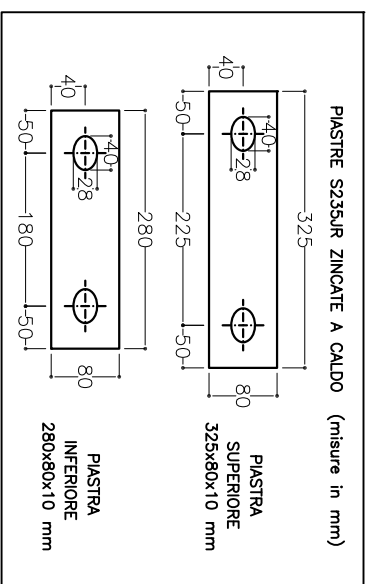 PIASTRE S235JR ZINCATE A CALDO (misure in mm)
325
40
40
28
80
50
225
50
PIASTRA
SUPERIORE
325x80x10 mm
280
40
40
28
80
50
180
50
PIASTRA
INFERIORE
280x80x10 mm